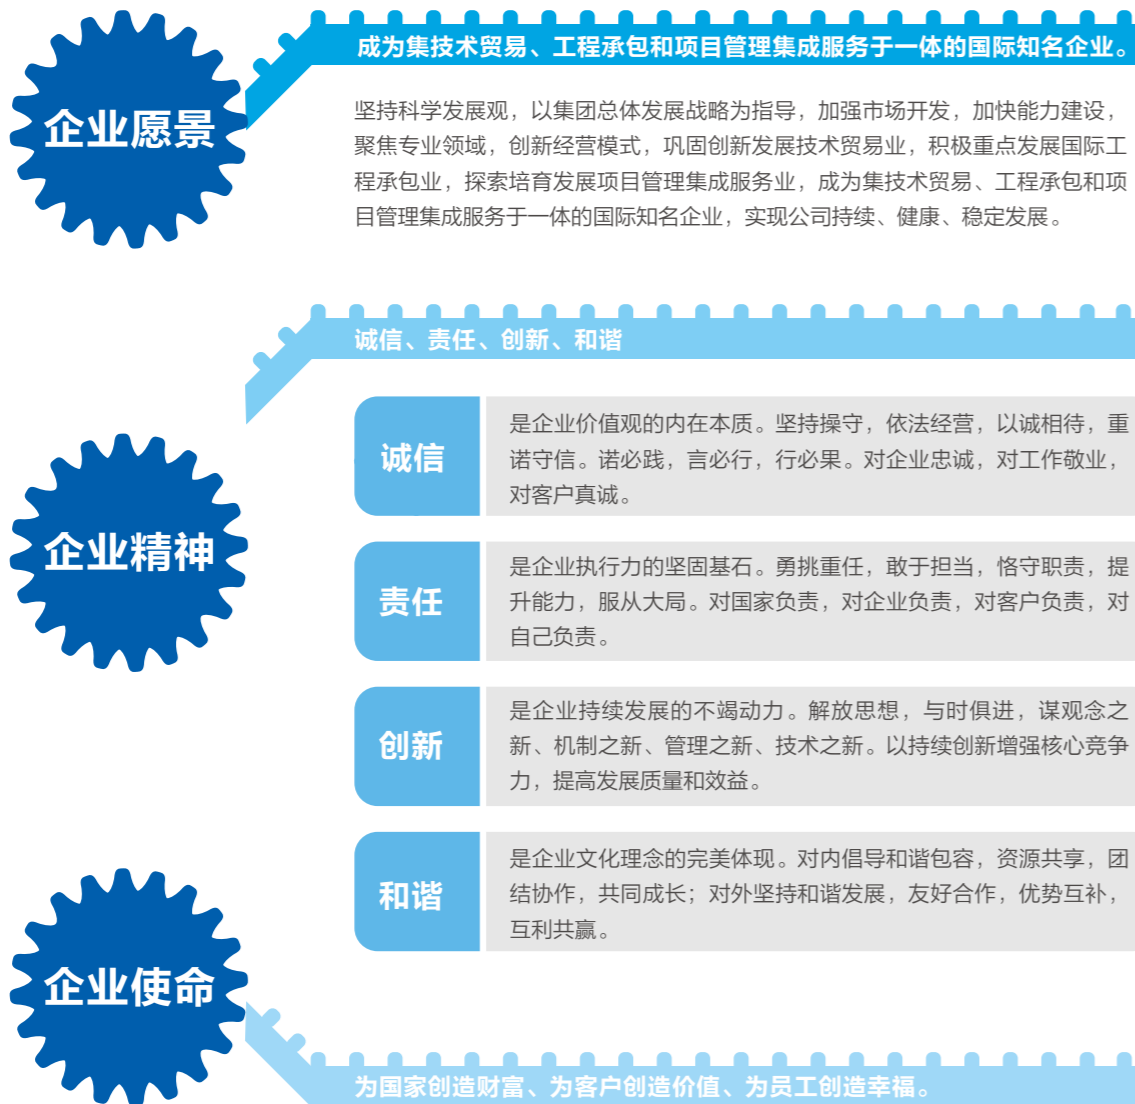 企业愿景
成为集技术贸易、工程承包和项目管理集成服务于一体的国际知名企业。
坚持科学发展观，以集团总体发展战略为指导，加强市场开发，加快能力建设，
聚焦专业领域，创新经营模式，巩固创新发展技术贸易业，积极重点发展国际工
程承包业，探索培育发展项目管理集成服务业，成为集技术贸易、工程承包和项
目管理集成服务于一体的国际知名企业，实现公司持续、健康、稳定发展。
企业精神
诚信、责任、创新、和谐
诚信
是企业价值观的内在本质。坚持操守，依法经营，以诚相待，重
诺守信。诺必践，言必行，行必果。对企业忠诚，对工作敬业，
对客户真诚。
责任
是企业执行力的坚固基石。勇挑重任，敢于担当，恪守职责，提
升能力，服从大局。对国家负责，对企业负责，对客户负责，对
自己负责。
创新
是企业持续发展的不竭动力。解放思想，与时俱进，谋观念之
新、机制之新、管理之新、技术之新。以持续创新增强核心竞争
力，提高发展质量和效益。
和谐
是企业文化理念的完美体现。对内倡导和谐包容，资源共享，团
结协作，共同成长；对外坚持和谐发展，友好合作，优势互补，
互利共赢。
企业使命
为国家创造财富、为客户创造价值、为员工创造幸福。